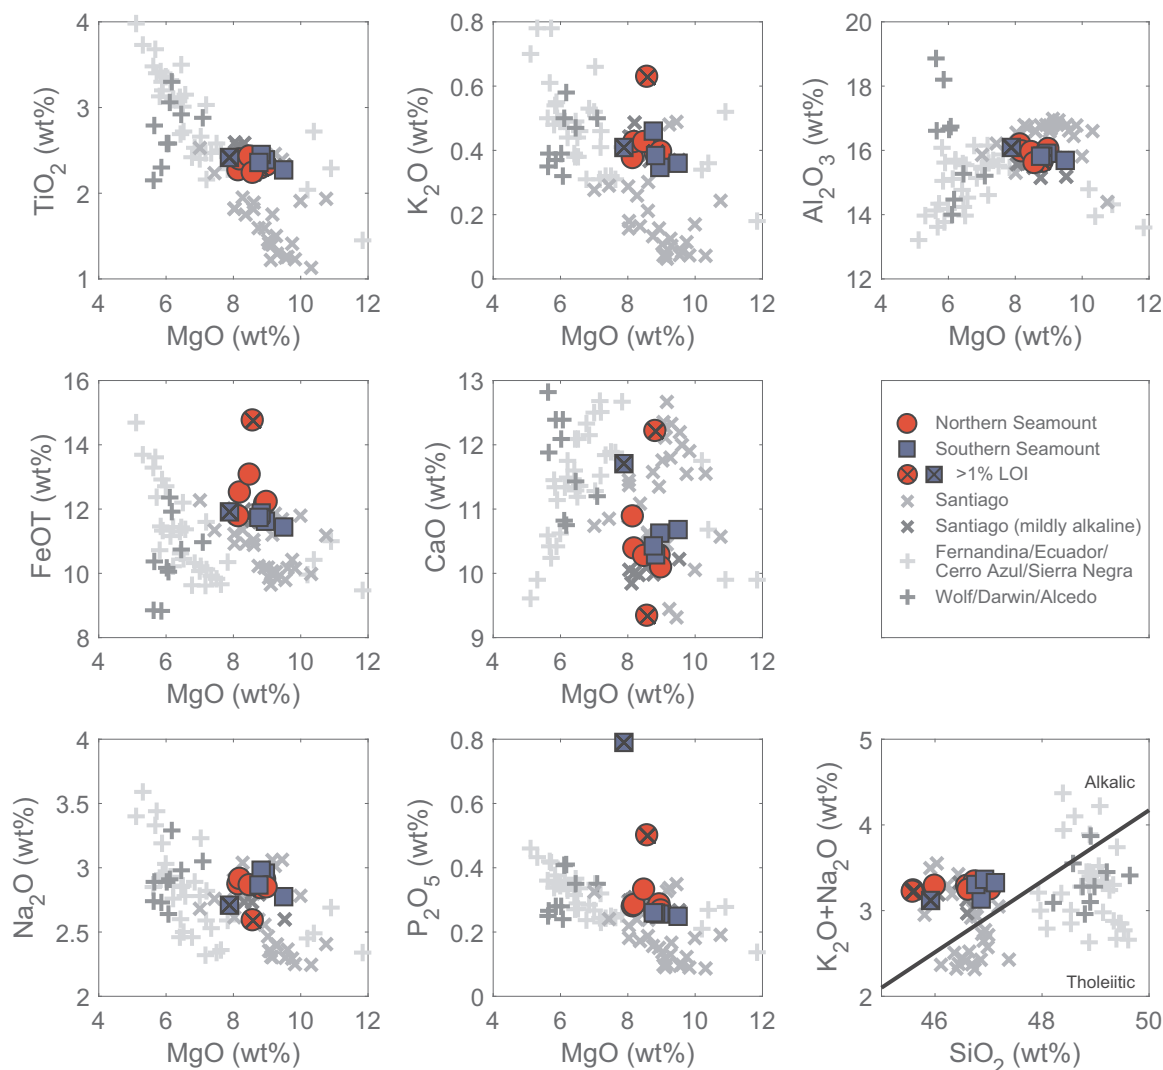 TiO2 (wt%)
4
3
2
1
4 6 8 10 12
MgO (wt%)
K2O (wt%)
0.8
0.6
0.4
0.2
0
4 6 8 10 12
MgO (wt%)
Al2O3 (wt%)
20
18
16
14
12
4 6 8 10 12
MgO (wt%)
FeOT (wt%)
16
14
12
10
8
4 6 8 10 12
MgO (wt%)
CaO (wt%)
13
12
11
10
9
4 6 8 10 12
MgO (wt%)
Northern Seamount
Southern Seamount
>1% LOI
Santiago
Santiago (mildly alkaline)
Fernandina/Ecuador/
Cerro Azul/Sierra Negra
Wolf/Darwin/Alcedo
Na2O (wt%)
4
3.5
3
2.5
2
4 6 8 10 12
MgO (wt%)
P2O5 (wt%)
0.8
0.6
0.4
0.2
0
4 6 8 10 12
MgO (wt%)
K2O+Na2O (wt%)
5
4
3
2
Alkalic
Tholeiitic
46 48 50
SiO2 (wt%)